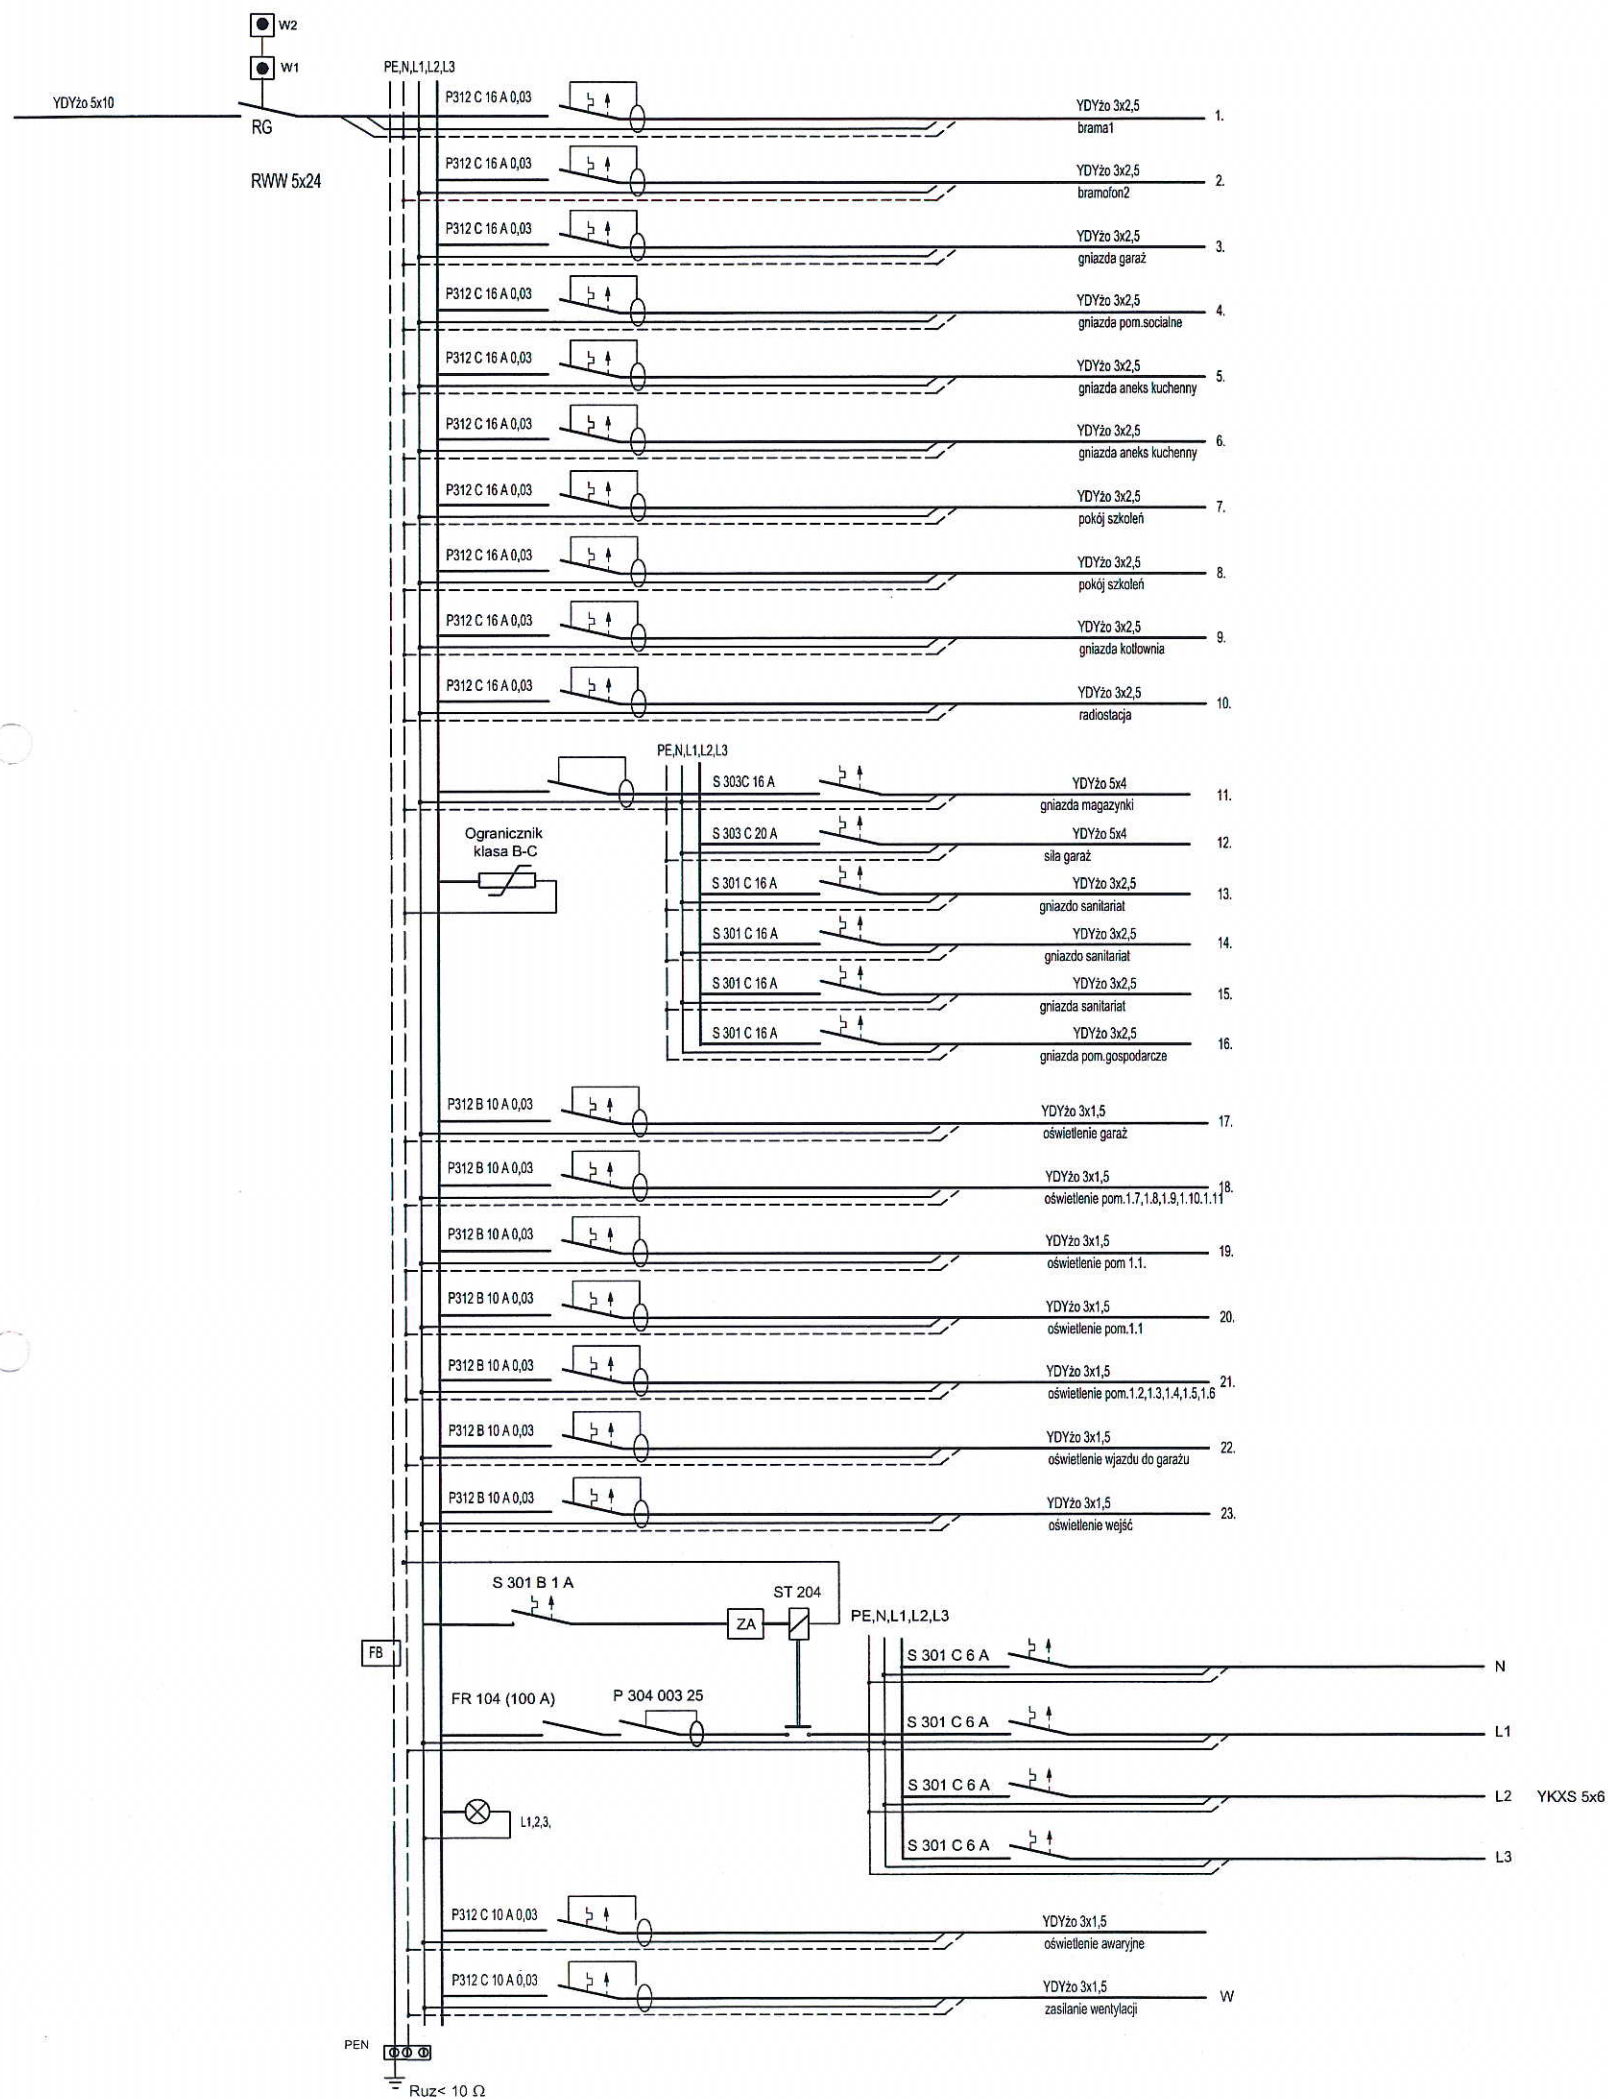 W2
W1
PE,N,L1,L2,L3
YDYżo 5x10
RG
RWW 5x24
P312 C 16 A 0,03
YDYżo 3x2,5
1.
brama1
P312 C 16 A 0,03
YDYżo 3x2,5
2.
bramofon2
P312 C 16 A 0,03
YDYżo 3x2,5
3.
gniazda garaż
P312 C 16 A 0,03
YDYżo 3x2,5
4.
gniazda pom.socialne
P312 C 16 A 0,03
YDYżo 3x2,5
5.
gniazda aneks kuchenny
P312 C 16 A 0,03
YDYżo 3x2,5
6.
gniazda aneks kuchenny
P312 C 16 A 0,03
YDYżo 3x2,5
7.
pokój szkoleń
P312 C 16 A 0,03
YDYżo 3x2,5
8.
pokój szkoleń
P312 C 16 A 0,03
YDYżo 3x2,5
9.
gniazda kotłownia
P312 C 16 A 0,03
YDYżo 3x2,5
10.
radiostacja
PE,N,L1,L2,L3
S 303C 16 A
YDYżo 5x4
11.
gniazda magazynki
Ogranicznik
klasa B-C
S 303 C 20 A
YDYżo 5x4
12.
siła garaż
S 301 C 16 A
YDYżo 3x2,5
13.
gniazdo sanitariat
S 301 C 16 A
YDYżo 3x2,5
14.
gniazdo sanitariat
S 301 C 16 A
YDYżo 3x2,5
15.
gniazda sanitariat
S 301 C 16 A
YDYżo 3x2,5
16.
gniazda pom.gospodarcze
P312 B 10 A 0,03
YDYżo 3x1,5
17.
oświetlenie garaż
P312 B 10 A 0,03
YDYżo 3x1,5
18.
oświetlenie pom.1.7,1.8,1.9,1.10.1.11
P312 B 10 A 0,03
YDYżo 3x1,5
19.
oświetlenie pom 1.1.
P312 B 10 A 0,03
YDYżo 3x1,5
20.
oświetlenie pom.1.1
P312 B 10 A 0,03
YDYżo 3x1,5
21.
oświetlenie pom.1.2,1.3,1.4,1.5,1.6
P312 B 10 A 0,03
YDYżo 3x1,5
22.
oświetlenie wjazdu do garażu
P312 B 10 A 0,03
YDYżo 3x1,5
23.
oświetlenie wejść
S 301 B 1 A
ZA
ST 204
PE,N,L1,L2,L3
FB
S 301 C 6 A
N
FR 104 (100 A)
P 304 003 25
S 301 C 6 A
L1
S 301 C 6 A
L2
YKXS 5x6
L1,2,3,
S 301 C 6 A
L3
P312 C 10 A 0,03
YDYżo 3x1,5
oświetlenie awaryjne
P312 C 10 A 0,03
YDYżo 3x1,5
W
zasilanie wentylacji
PEN
Ruz< 10 Ω